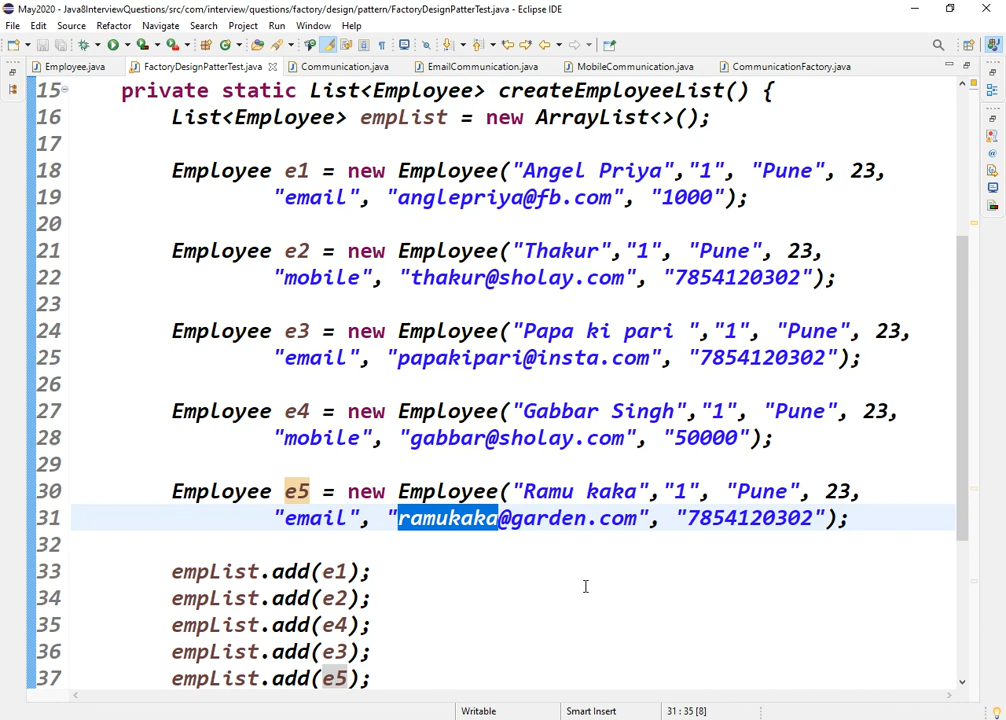 May2020 - Java8InterviewQuestions/src/com/interview/questions/factory/design/pattern/FactoryDesignPatterTest.java - Eclipse IDE
File Edit Source Refactor Navigate Search Project Run Window Help
Employee.java FactoryDesignPatterTest.java Communication.java EmailCommunication.java MobileCommunication.java CommunicationFactory.java
15 private static List<Employee> createEmployeeList() {
16 List<Employee> empList = new ArrayList<>();
17
18 Employee e1 = new Employee("Angel Priya","1", "Pune", 23,
19 "email", "anglepriya@fb.com", "1000");
20
21 Employee e2 = new Employee("Thakur","1", "Pune", 23,
22 "mobile", "thakur@sholay.com", "7854120302");
23
24 Employee e3 = new Employee("Papa ki pari ","1", "Pune", 23,
25 "email", "papakipari@insta.com", "7854120302");
26
27 Employee e4 = new Employee("Gabbar Singh","1", "Pune", 23,
28 "mobile", "gabbar@sholay.com", "50000");
29
30 Employee e5 = new Employee("Ramu kaka","1", "Pune", 23,
31 "email", "ramukaka@garden.com", "7854120302");
32
33 empList.add(e1);
34 empList.add(e2);
35 empList.add(e4);
36 empList.add(e3);
37 empList.add(e5);
Writable Smart Insert 31 : 35 [8]